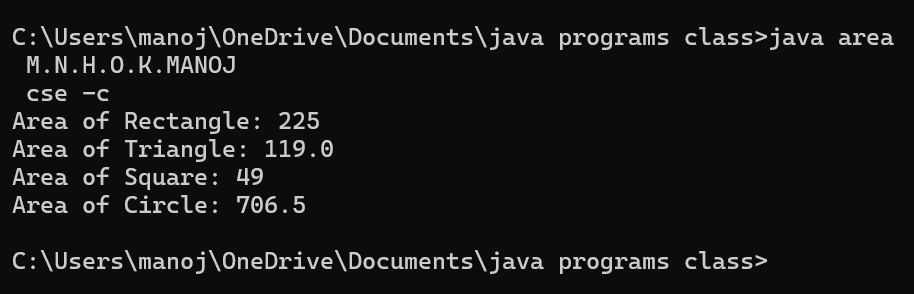 C:\Users\manoj\OneDrive\Documents\java programs class>java area
M.N.H.O.K.MANOJ
cse -c
Area of Rectangle: 225
Area of Triangle: 119.0
Area of Square: 49
Area of Circle: 706.5
C:\Users\manoj\OneDrive\Documents\java programs class>